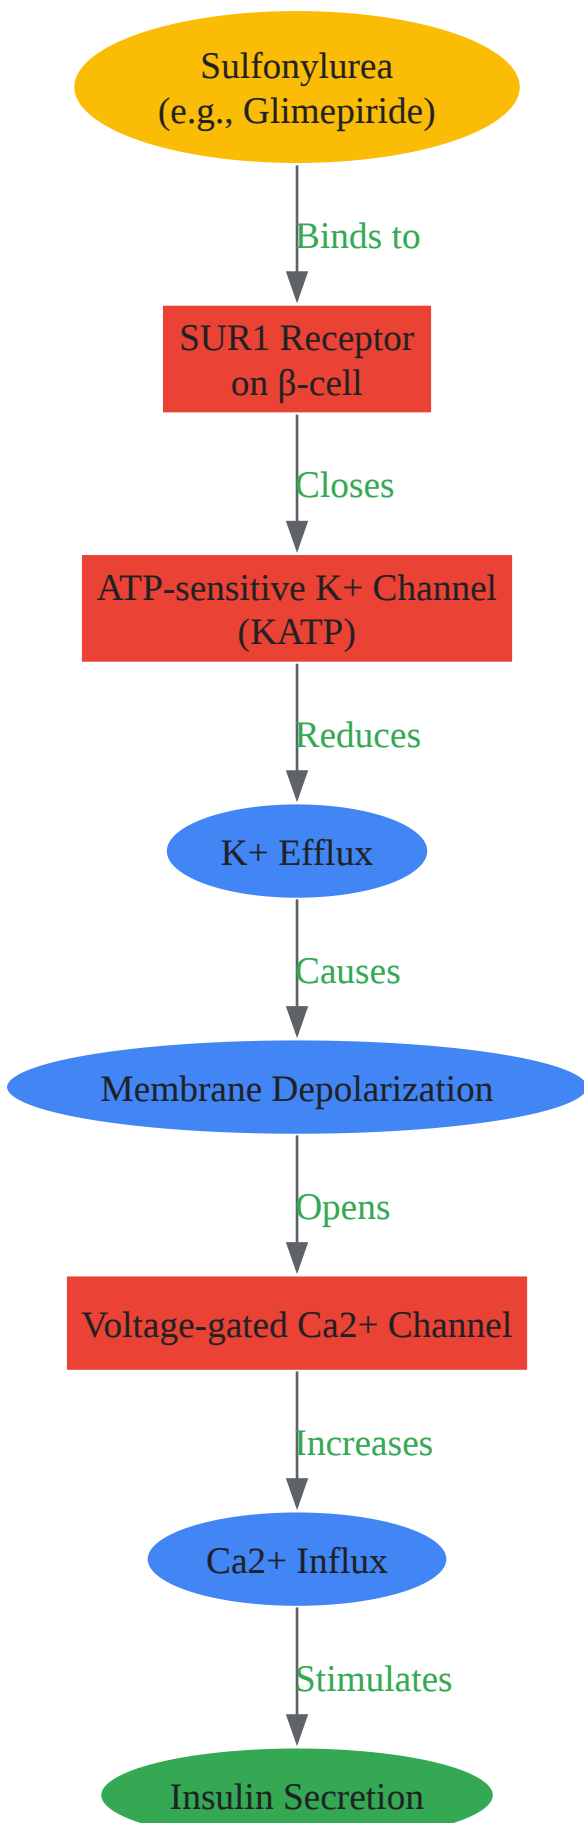 Sulfonylurea
(e.g., Glimepiride)
Binds to
SUR1 Receptor
on β-cell
Closes
ATP-sensitive K+ Channel
(KATP)
Reduces
K+ Efflux
Causes
Membrane Depolarization
Opens
Voltage-gated Ca2+ Channel
Increases
Ca2+ Influx
Stimulates
Insulin Secretion